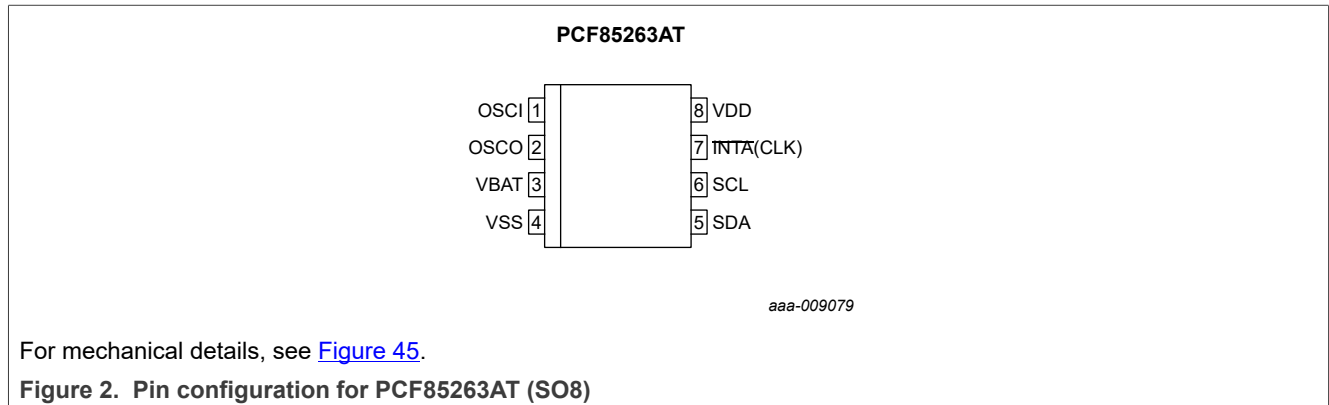 PCF85263AT
OSCI 1
OSCO 2
VBAT 3
VSS 4
8 VDD
7 INTA(CLK)
6 SCL
5 SDA
aaa-009079
For mechanical details, see Figure 45.
Figure 2. Pin configuration for PCF85263AT (SO8)